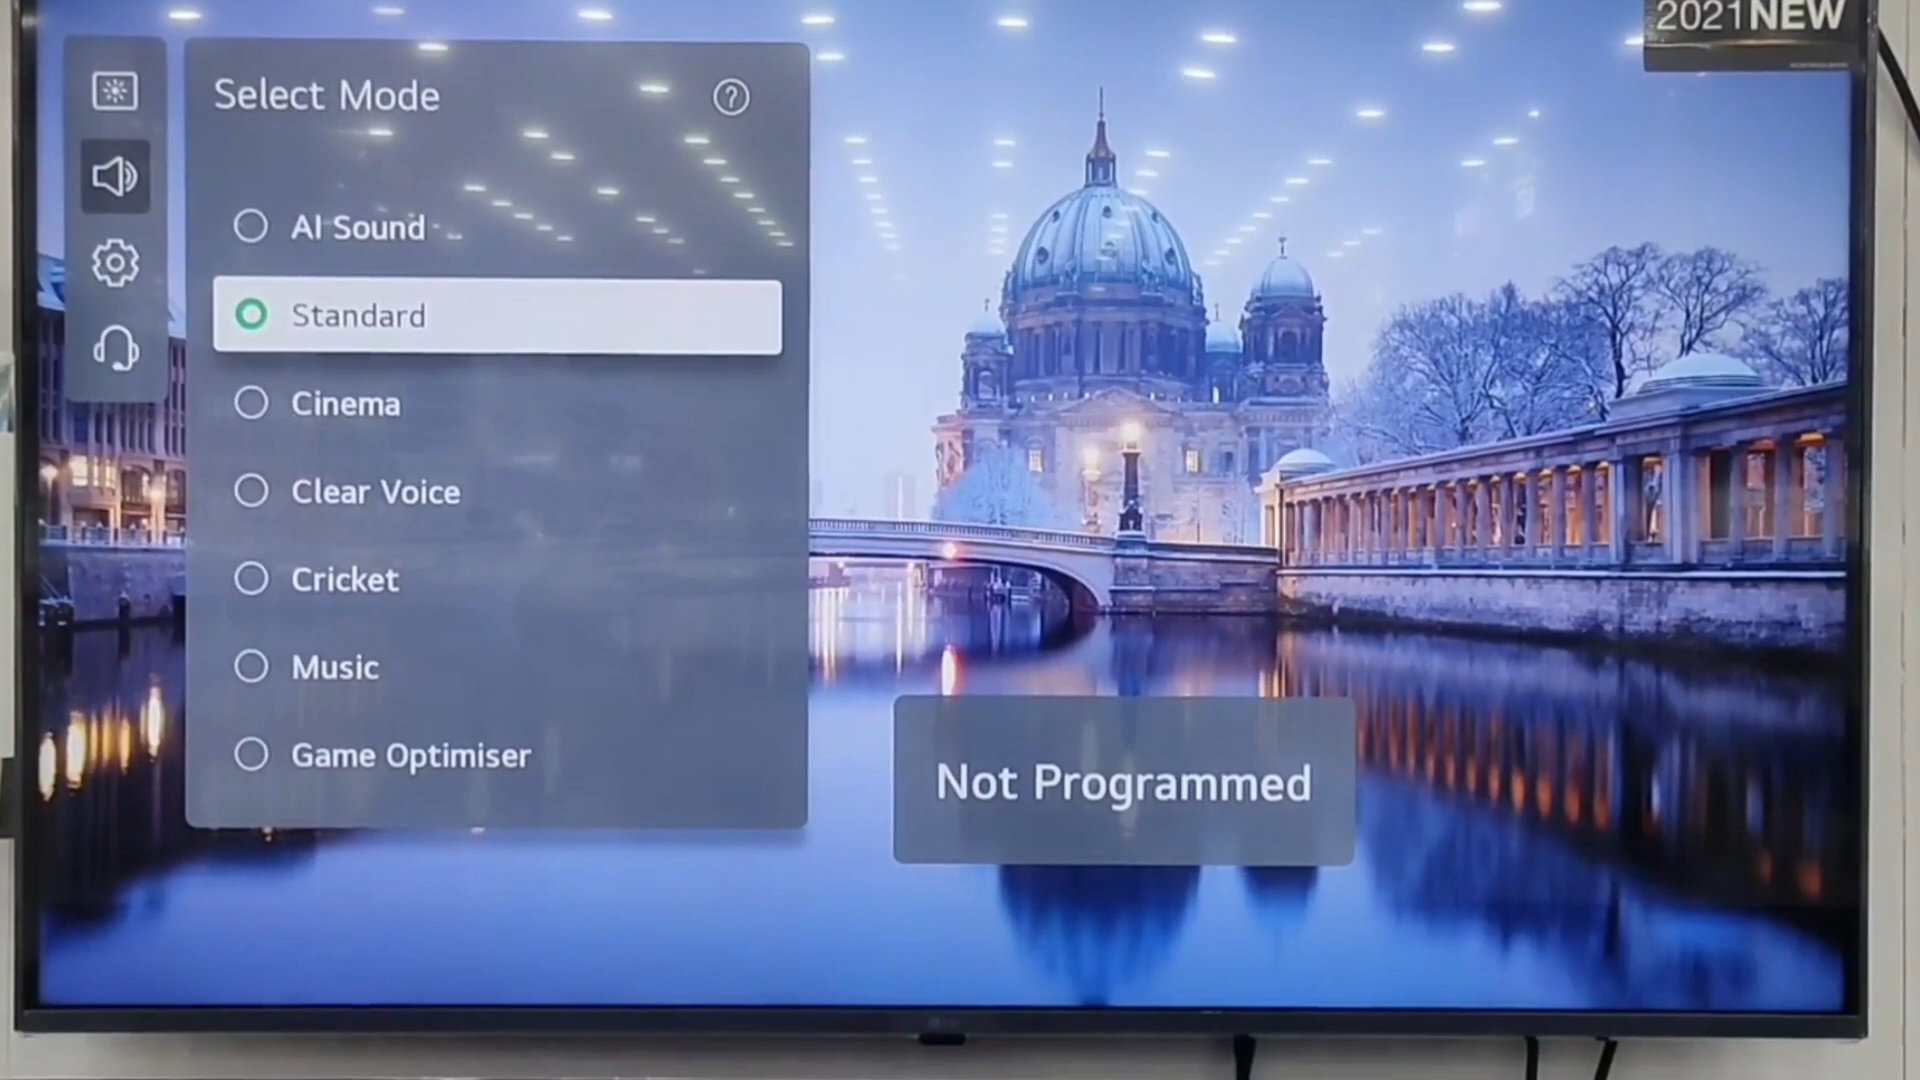 2021NEW
Select Mode
AI Sound
Standard
Cinema
Clear Voice
Cricket
Music
Game Optimiser
Not Programmed